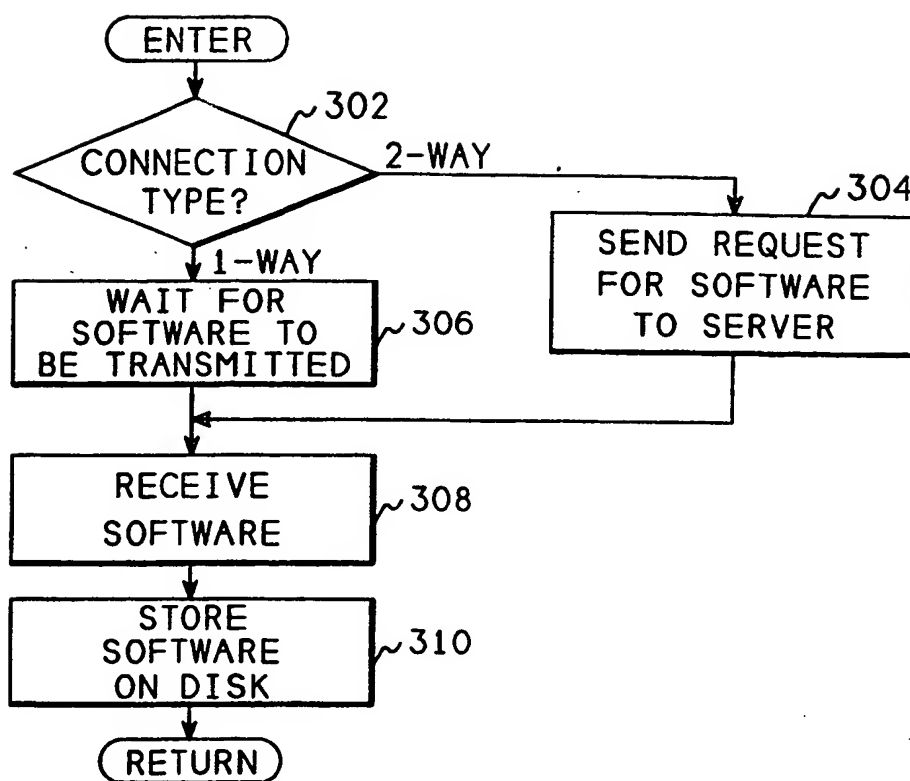 ENTER
302
CONNECTION
TYPE?
2-WAY
304
SEND REQUEST
FOR SOFTWARE
TO SERVER
1-WAY
WAIT FOR
SOFTWARE TO
BE TRANSMITTED
306
RECEIVE
SOFTWARE
308
STORE
SOFTWARE
ON DISK
310
RETURN